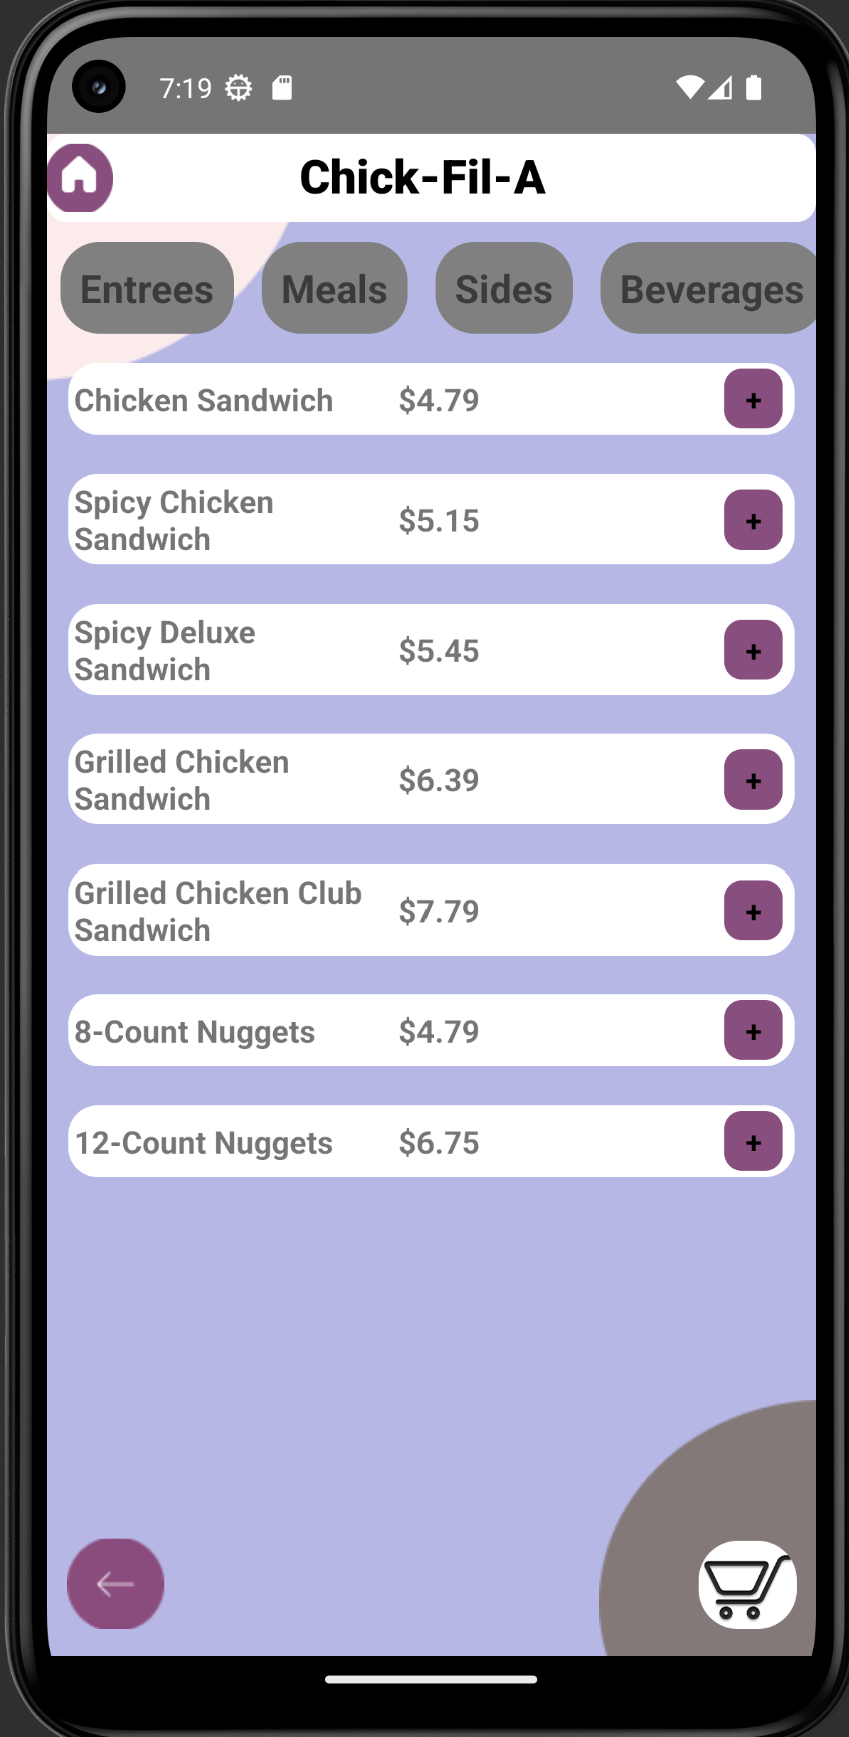 7:19
Chick-Fil-A
Entrees Meals Sides Beverages
Chicken Sandwich $4.79 +
Spicy Chicken
Sandwich $5.15 +
Spicy Deluxe
Sandwich $5.45 +
Grilled Chicken
Sandwich $6.39 +
Grilled Chicken Club
Sandwich $7.79 +
8-Count Nuggets $4.79 +
12-Count Nuggets $6.75 +